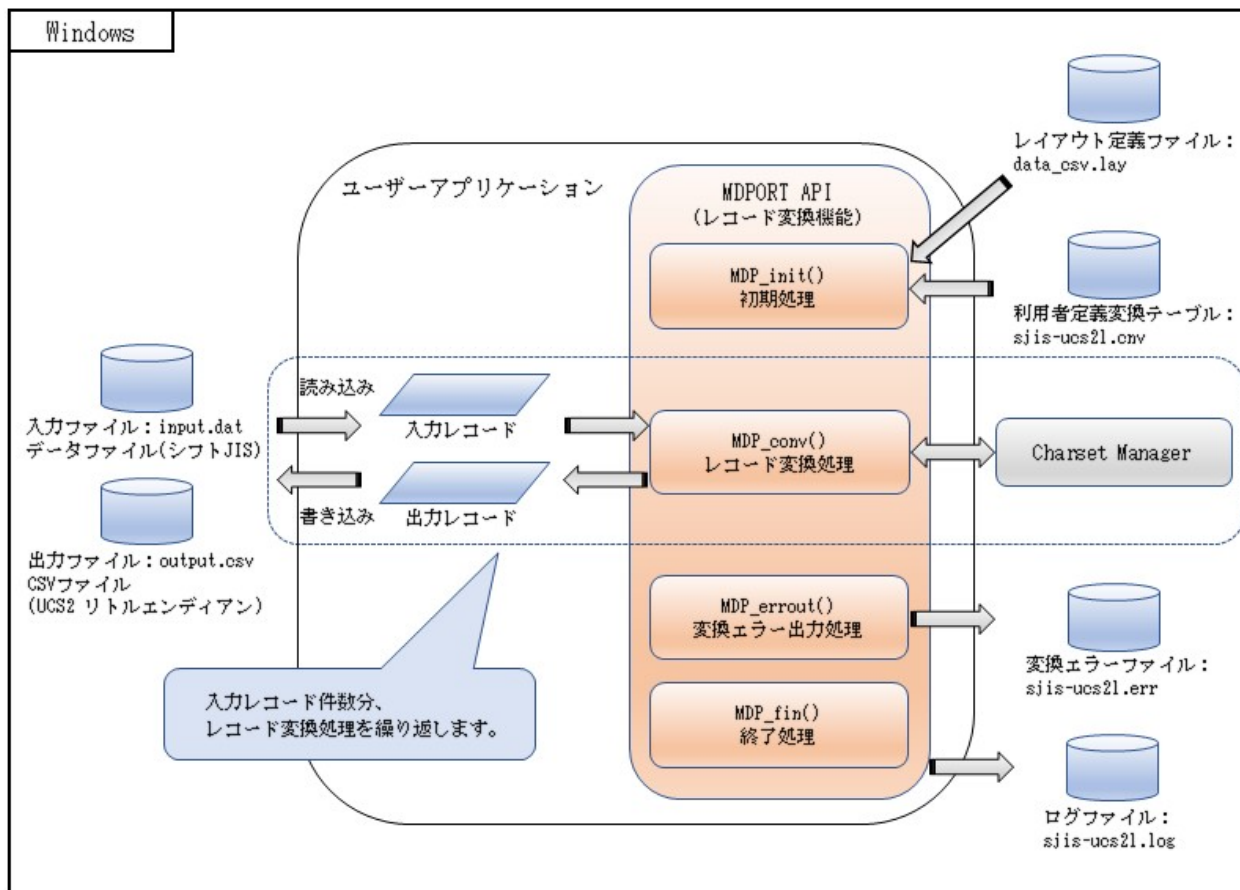 Windows
レイアウト定義ファイル：
data_csv.lay
ユーザーアプリケーション
MDPORT API
(レコード変換機能)
MDP_init()
初期処理
利用者定義変換テーブル：
sjis-ucs2l.cnv
入力ファイル：input.dat
データファイル(シフトJIS)
読み込み
入力レコード
MDP_conv()
レコード変換処理
Charset Manager
出力ファイル：output.csv
CSVファイル
(UCS2 リトルエンディアン)
書き込み
出力レコード
MDP_errout()
変換エラー出力処理
変換エラーファイル：
sjis-ucs2l.err
入力レコード件数分、
レコード変換処理を繰り返します。
MDP_fin()
終了処理
ログファイル：
sjis-ucs2l.log